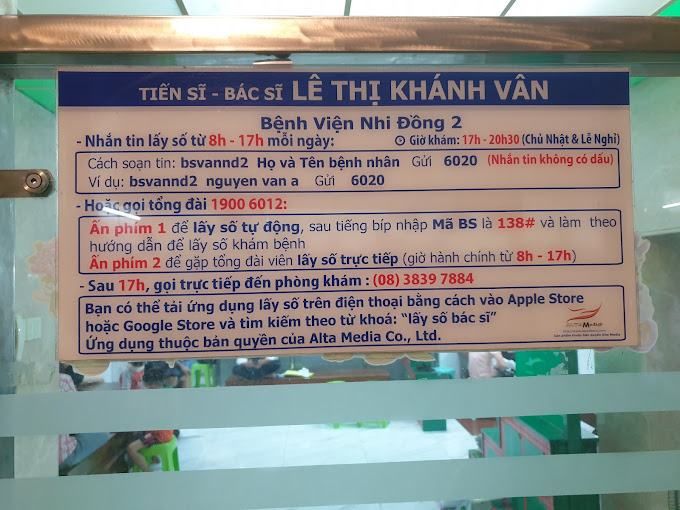 TIẾN SĨ - BÁC SĨ LÊ THỊ KHÁNH VÂN
Bệnh Viện Nhi Đồng 2
- Nhắn tin lấy số từ 8h - 17h mỗi ngày: Giờ khám: 17h - 20h30 (Chủ Nhật & Lễ Nghỉ)
Cách soạn tin: bsvannd2 Họ và Tên bệnh nhân Gửi 6020 (Nhắn tin không có dấu)
Ví dụ: bsvannd2 nguyen van a Gửi 6020
- Hoặc gọi tổng đài 1900 6012:
Ấn phím 1 để lấy số tự động, sau tiếng bíp nhập Mã BS là 138# và làm theo
hướng dẫn để lấy số khám bệnh
Ấn phím 2 để gặp tổng đài viên lấy số trực tiếp (giờ hành chính từ 8h - 17h)
- Sau 17h, gọi trực tiếp đến phòng khám : (08) 3839 7884
Bạn có thể tải ứng dụng lấy số trên điện thoại bằng cách vào Apple Store
hoặc Google Store và tìm kiếm theo từ khoá: "lấy số bác sĩ"
Ứng dụng thuộc bản quyền của Alta Media Co., Ltd.
ALTA Media